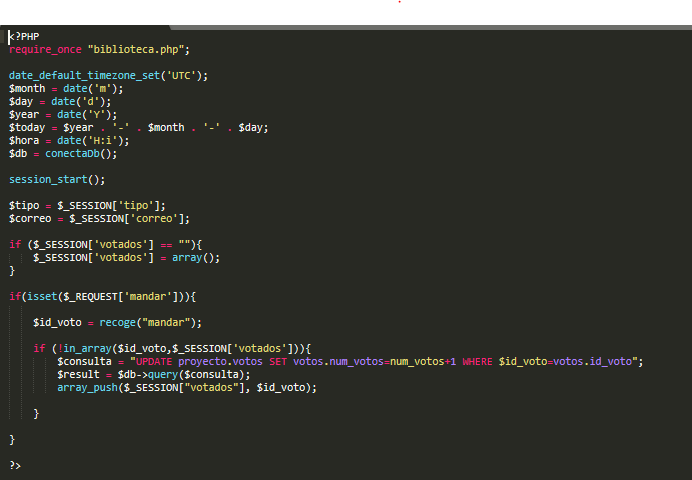 <?PHP
require_once "biblioteca.php";
date_default_timezone_set('UTC');
$month = date('m');
$day = date('d');
$year = date('Y');
$today = $year . '-' . $month . '-' . $day;
$hora = date('H:i');
$db = conectaDb();
session_start();
$tipo = $_SESSION['tipo'];
$correo = $_SESSION['correo'];
if ($_SESSION['votados'] == ""){
$_SESSION['votados'] = array();
}
if(isset($_REQUEST['mandar'])){
$id_voto = recoge("mandar");
if (!in_array($id_voto,$_SESSION['votados'])){
$consulta = "UPDATE proyecto.votos SET votos.num_votos=num_votos+1 WHERE $id_voto=votos.id_voto";
$result = $db->query($consulta);
array_push($_SESSION["votados"], $id_voto);
}
}
?>